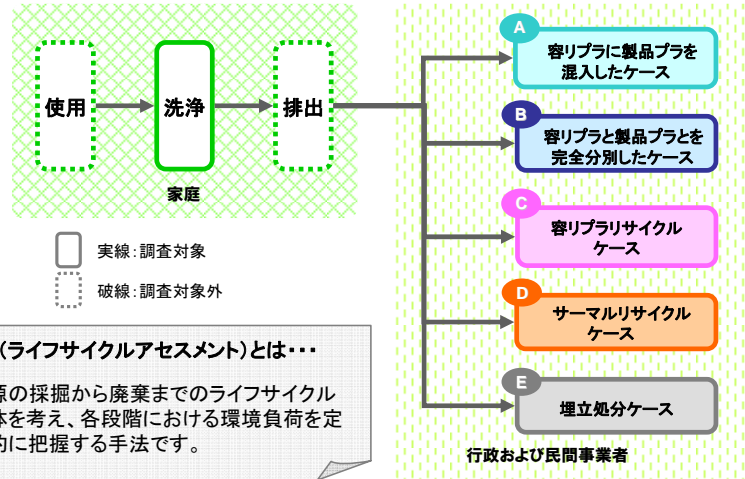 使用
洗浄
排出
家庭
実線：調査対象
破線：調査対象外
（ライフサイクルアセスメント）とは・・・
源の採掘から廃棄までのライフサイクル
体を考え、各段階における環境負荷を定
的に把握する手法です。
A
容リプラに製品プラを
混入したケース
B
容リプラと製品プラとを
完全分別したケース
C
容リプラリサイクル
ケース
D
サーマルリサイクル
ケース
E
埋立処分ケース
行政および民間事業者